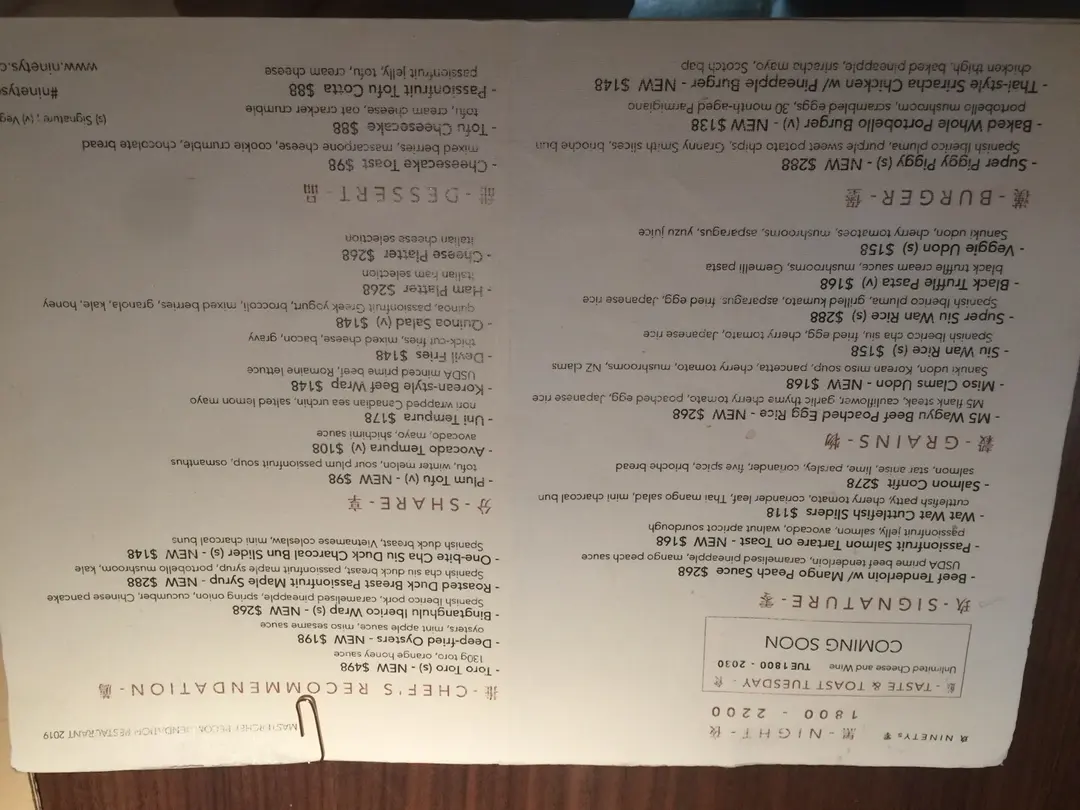 玖 NINETYs 零
黑 - NIGHT - 夜
1800 - 2200
藍 - TASTE & TOAST TUESDAY - 食
Unlimited Cheese and Wine TUE 1800 - 2030
COMING SOON
玖 - SIGNATURE - 零
- Beef Tenderloin w/ Mango Peach Sauce $268
USDA prime beef tenderloin, caramelised pineapple, mango peach sauce
- Passionfruit Salmon Tartare on Toast - NEW $168
passionfruit jelly, salmon, avocado, walnut apricot sourdough
- Wat Wat Cuttlefish Sliders $118
cuttlefish patty, cherry tomato, coriander leaf, Thai mango salad, mini charcoal bun
- Salmon Confit $278
salmon, star anise, lime, parsley, coriander, five spice, brioche bread
穀 - GRAINS - 物
- M5 Wagyu Beef Poached Egg Rice - NEW $268
M5 flank steak, cauliflower, garlic thyme cherry tomato, poached egg, Japanese rice
- Miso Clams Udon - NEW $168
Sanuki udon, Korean miso soup, pancetta, cherry tomato, mushrooms, NZ clams
- Siu Wan Rice (s) $158
Spanish Iberico cha siu, fried egg, cherry tomato, Japanese rice
- Super Siu Wan Rice (s) $288
Spanish Iberico pluma, grilled kumato, asparagus, fried egg, Japanese rice
- Black Truffle Pasta (v) $168
black truffle cream sauce, mushrooms, Gemelli pasta
- Veggie Udon (s) $158
Sanuki udon, cherry tomatoes, mushrooms, asparagus, yuzu juice
漢 - BURGER - 堡
- Super Piggy Piggy (s) - NEW $288
Spanish Iberico pluma, purple sweet potato chips, Granny Smith slices, brioche bun
- Baked Whole Portobello Burger (v) - NEW $138
portobello mushroom, scrambled eggs, 30 month-aged Parmigiano
- Thai-style Sriracha Chicken w/ Pineapple Burger - NEW $148
chicken thigh, baked pineapple, sriracha mayo, Scotch bap
MASTERCHEF RECOMMENDATION RESTAURANT 2019
推 - CHEF'S RECOMMENDATION - 薦
- Toro Toro (s) - NEW $498
130g toro, orange honey sauce
- Deep-fried Oysters - NEW $198
oysters, mint apple sauce, miso sesame sauce
- Bingtanghulu Iberico Wrap (s) - NEW $268
Spanish Iberico pork, caramelised pineapple, spring onion, cucumber, Chinese pancake
- Roasted Duck Breast Passionfruit Maple Syrup - NEW $288
Spanish cha siu duck breast, passionfruit maple syrup, portobello mushroom, kale
- One-bite Cha Siu Duck Charcoal Bun Slider (s) - NEW $148
Spanish duck breast, Vietnamese coleslaw, mini charcoal buns
分 - SHARE - 享
- Plum Tofu (v) - NEW $98
tofu, winter melon, sour plum passionfruit soup, osmanthus
- Avocado Tempura (v) $108
avocado, mayo, shichimi sauce
- Uni Tempura $178
nori wrapped Canadian sea urchin, salted lemon mayo
- Korean-style Beef Wrap $148
USDA minced prime beef, Romaine lettuce
- Devil Fries $148
thick-cut fries, mixed cheese, bacon, gravy
- Quinoa Salad (v) $148
quinoa, passionfruit Greek yogurt, broccoli, mixed berries, granola, kale, honey
- Ham Platter $268
italian ham selection
- Cheese Platter $268
italian cheese selection
甜 - DESSERT - 品
- Cheesecake Toast $98
mixed berries, mascarpone cheese, cookie crumble, chocolate bread
- Tofu Cheesecake $88
tofu, cream cheese, oat cracker crumble
- Passionfruit Tofu Cotta $88
passionfruit jelly, tofu, cream cheese
(s) Signature ; (v) Veg
#ninetys
www.ninetys.c